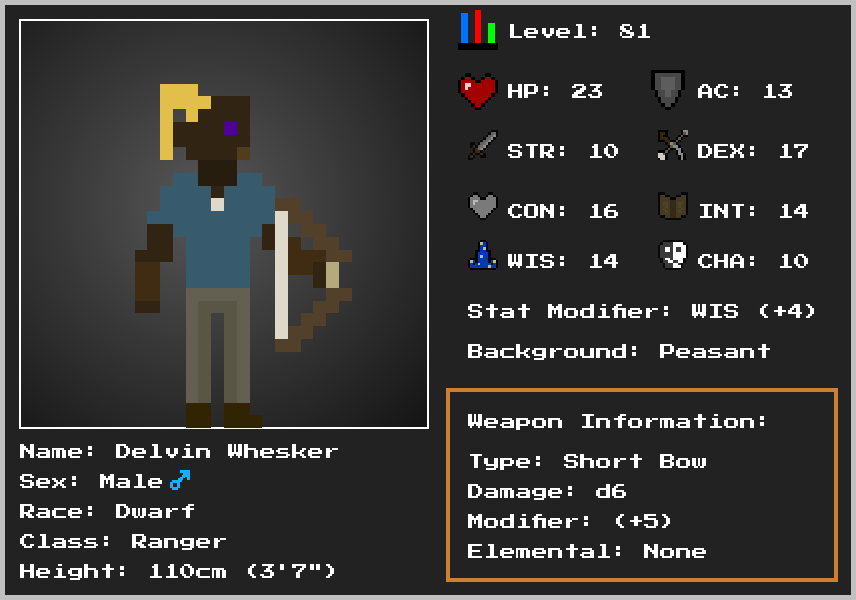 Level: 81
HP: 23
AC: 13
STR: 10
DEX: 17
CON: 16
INT: 14
WIS: 14
CHA: 10
Stat Modifier: WIS (+4)
Background: Peasant
Name: Delvin Whesker
Sex: Male♂
Race: Dwarf
Class: Ranger
Height: 110cm (3'7")
Weapon Information:
Type: Short Bow
Damage: d6
Modifier: (+5)
Elemental: None